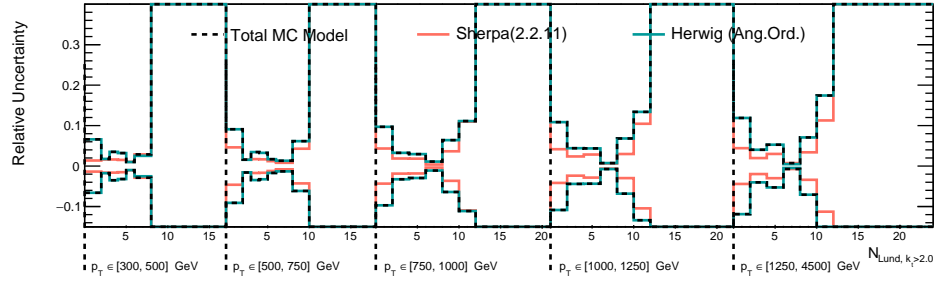 Relative Uncertainty
0.3
0.2
0.1
0
−0.1
Total MC Model
Sherpa(2.2.11)
Herwig (Ang.Ord.)
5 10 15 5 10 5 10 15 20 5 10 15 20 5 10 15 20
p_T ∈ [300, 500] GeV
p_T ∈ [500, 750] GeV
p_T ∈ [750, 1000] GeV
p_T ∈ [1000, 1250] GeV
p_T ∈ [1250, 4500] GeV
N_Lund, k_t>2.0